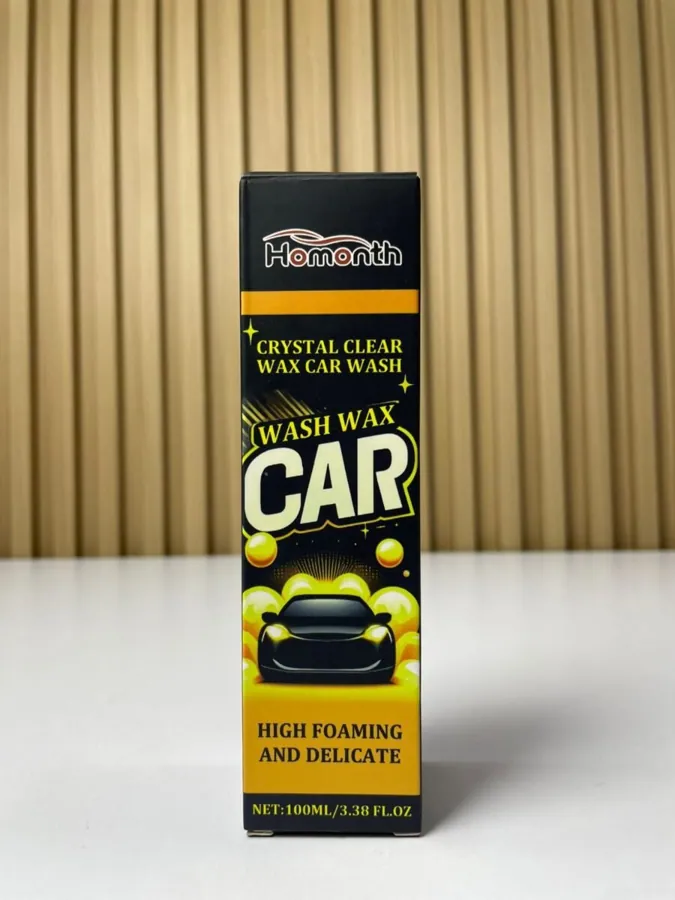 Homonth
CRYSTAL CLEAR
WAX CAR WASH
WASH WAX
CAR
HIGH FOAMING
AND DELICATE
NET:100ML/3.38 FL.OZ